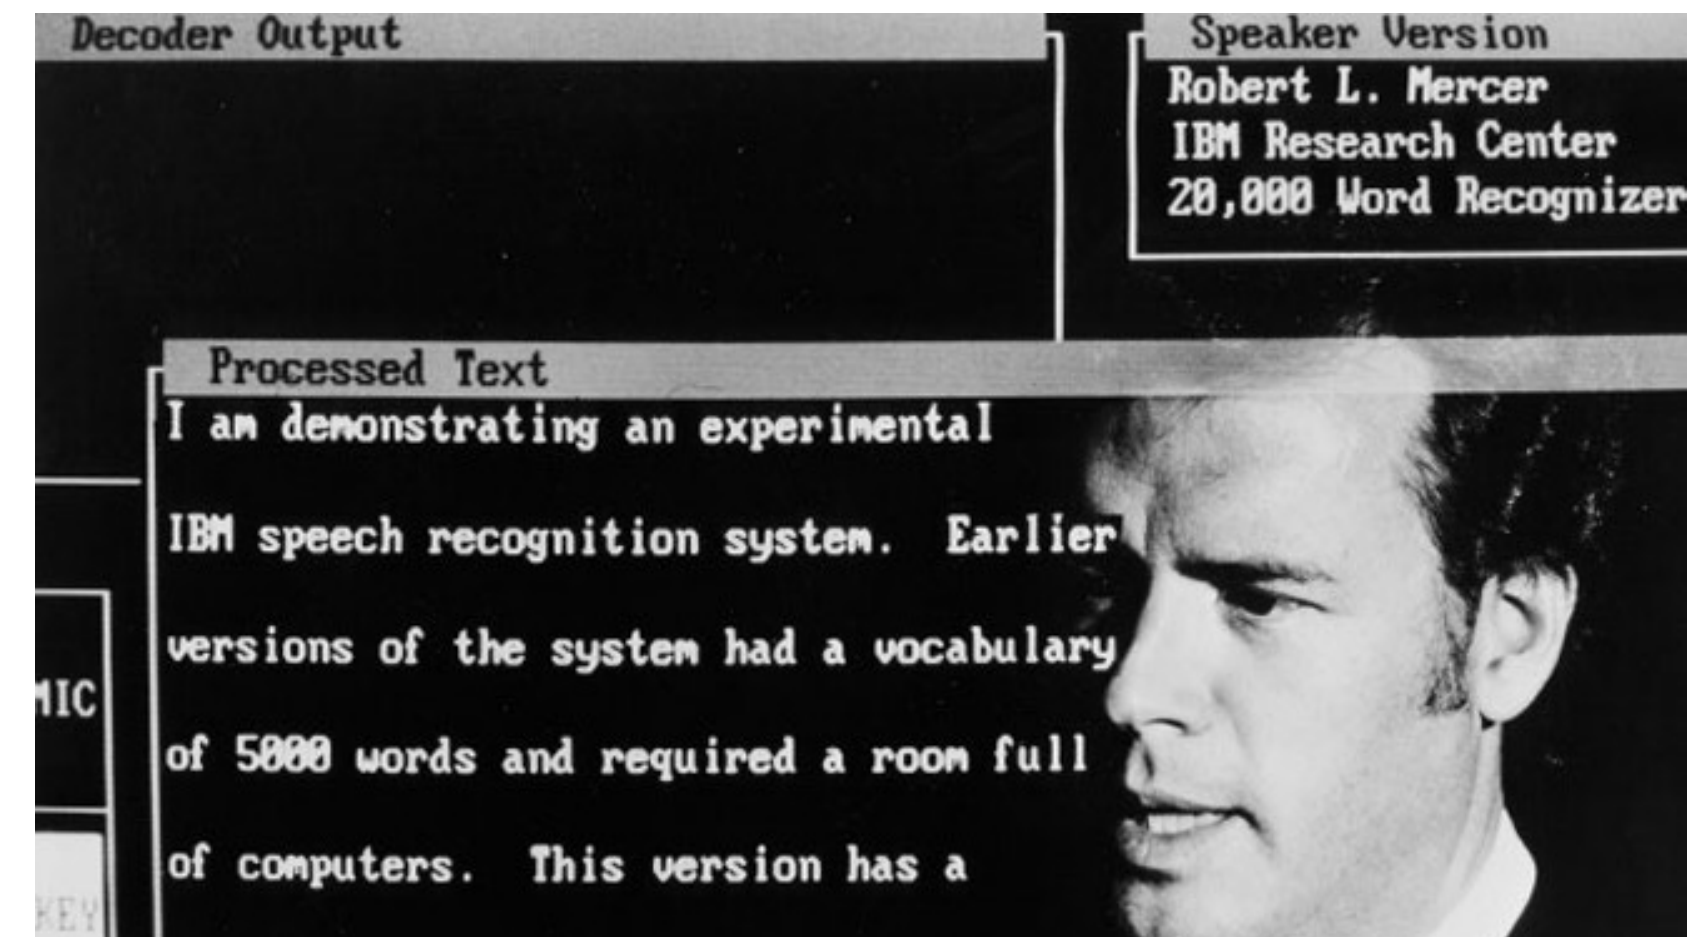 Decoder Output
Speaker Version
Robert L. Mercer
IBM Research Center
20,000 Word Recognizer
Processed Text
I am demonstrating an experimental
IBM speech recognition system. Earlier
versions of the system had a vocabulary
of 5000 words and required a room full
of computers. This version has a
MIC
KEY